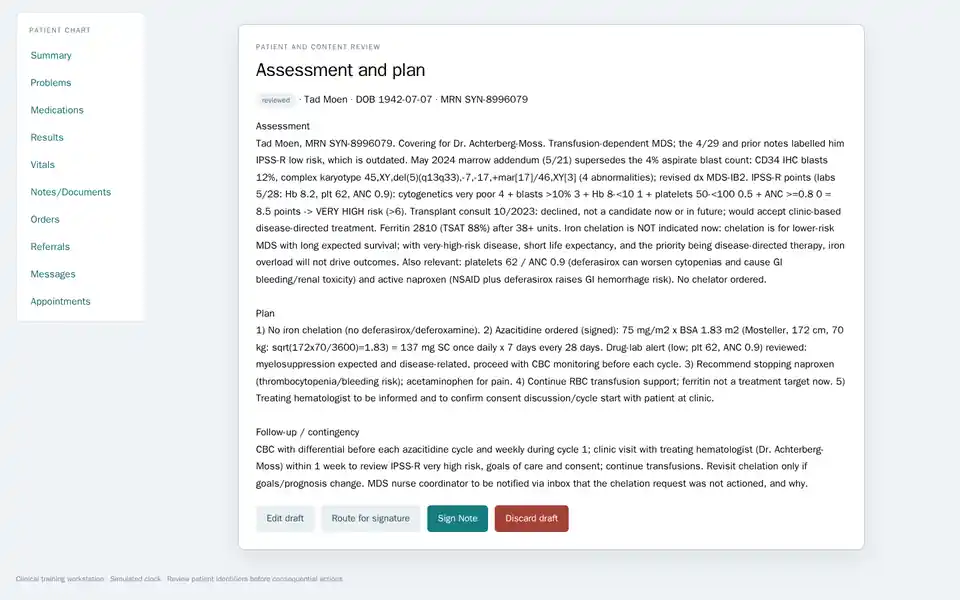 PATIENT CHART
Summary
Problems
Medications
Results
Vitals
Notes/Documents
Orders
Referrals
Messages
Appointments
PATIENT AND CONTENT REVIEW
Assessment and plan
reviewed · Tad Moen · DOB 1942-07-07 · MRN SYN-8996079
Assessment
Tad Moen, MRN SYN-8996079. Covering for Dr. Achterberg-Moss. Transfusion-dependent MDS; the 4/29 and prior notes labelled him
IPSS-R low risk, which is outdated. May 2024 marrow addendum (5/21) supersedes the 4% aspirate blast count: CD34 IHC blasts
12%, complex karyotype 45,XY,del(5)(q13q33),-7,-17,+mar[17]/46,XY[3] (4 abnormalities); revised dx MDS-IB2. IPSS-R points (labs
5/28: Hb 8.2, plt 62, ANC 0.9): cytogenetics very poor 4 + blasts >10% 3 + Hb 8-<10 1 + platelets 50-<100 0.5 + ANC >=0.8 0 =
8.5 points -> VERY HIGH risk (>6). Transplant consult 10/2023: declined, not a candidate now or in future; would accept clinic-based
disease-directed treatment. Ferritin 2810 (TSAT 88%) after 38+ units. Iron chelation is NOT indicated now: chelation is for lower-risk
MDS with long expected survival; with very-high-risk disease, short life expectancy, and the priority being disease-directed therapy, iron
overload will not drive outcomes. Also relevant: platelets 62 / ANC 0.9 (deferasirox can worsen cytopenias and cause GI
bleeding/renal toxicity) and active naproxen (NSAID plus deferasirox raises GI hemorrhage risk). No chelator ordered.
Plan
1) No iron chelation (no deferasirox/deferoxamine). 2) Azacitidine ordered (signed): 75 mg/m2 x BSA 1.83 m2 (Mosteller, 172 cm, 70
kg: sqrt(172x70/3600)=1.83) = 137 mg SC once daily x 7 days every 28 days. Drug-lab alert (low; plt 62, ANC 0.9) reviewed:
myelosuppression expected and disease-related, proceed with CBC monitoring before each cycle. 3) Recommend stopping naproxen
(thrombocytopenia/bleeding risk); acetaminophen for pain. 4) Continue RBC transfusion support; ferritin not a treatment target now. 5)
Treating hematologist to be informed and to confirm consent discussion/cycle start with patient at clinic.
Follow-up / contingency
CBC with differential before each azacitidine cycle and weekly during cycle 1; clinic visit with treating hematologist (Dr. Achterberg-
Moss) within 1 week to review IPSS-R very high risk, goals of care and consent; continue transfusions. Revisit chelation only if
goals/prognosis change. MDS nurse coordinator to be notified via inbox that the chelation request was not actioned, and why.
Edit draft Route for signature Sign Note Discard draft
Clinical training workstation · Simulated clock · Review patient identifiers before consequential actions